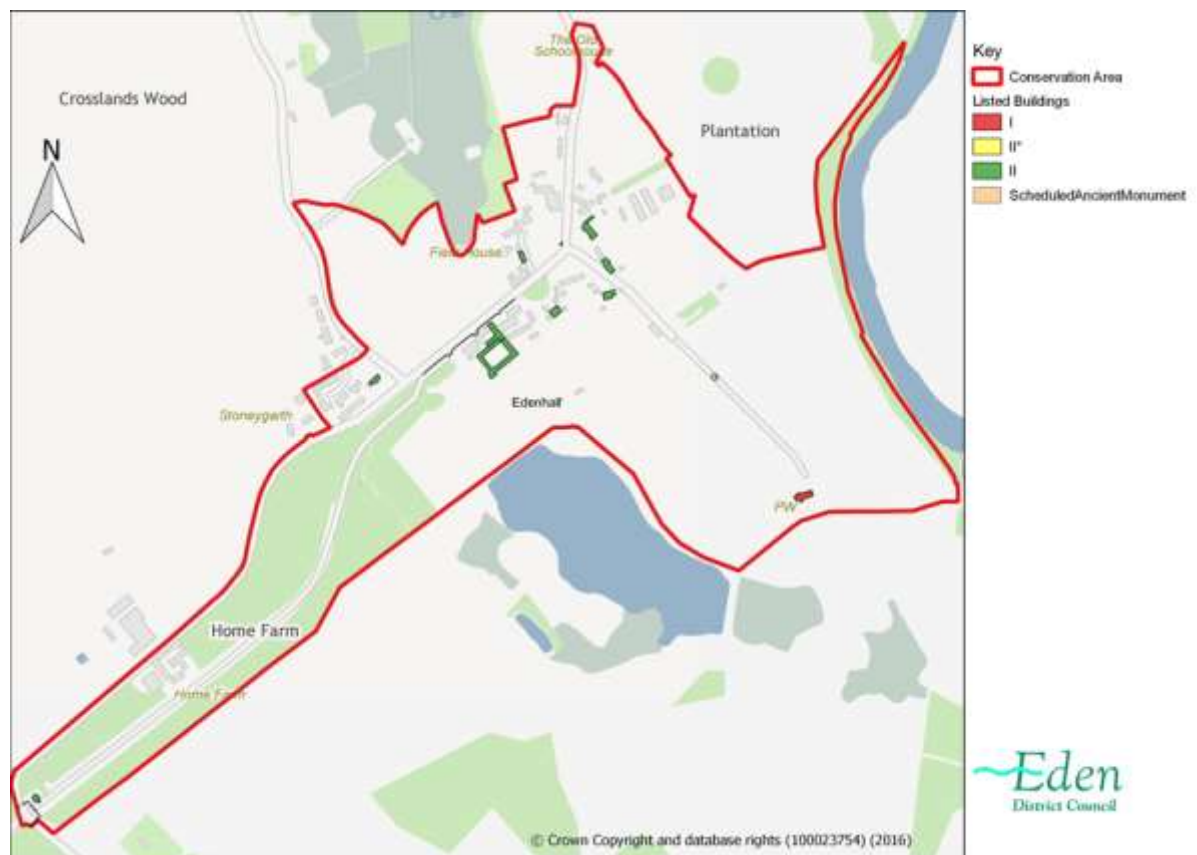 The Old
Schoolhouse
Crosslands Wood
N
Plantation
Field House
Stoneygarth
Edenhall
PW
Home Farm
Home Farm
© Crown Copyright and database rights (100023754) (2016)
Key
Conservation Area
Listed Buildings
I
II*
II
ScheduledAncientMonument
Eden
District Council